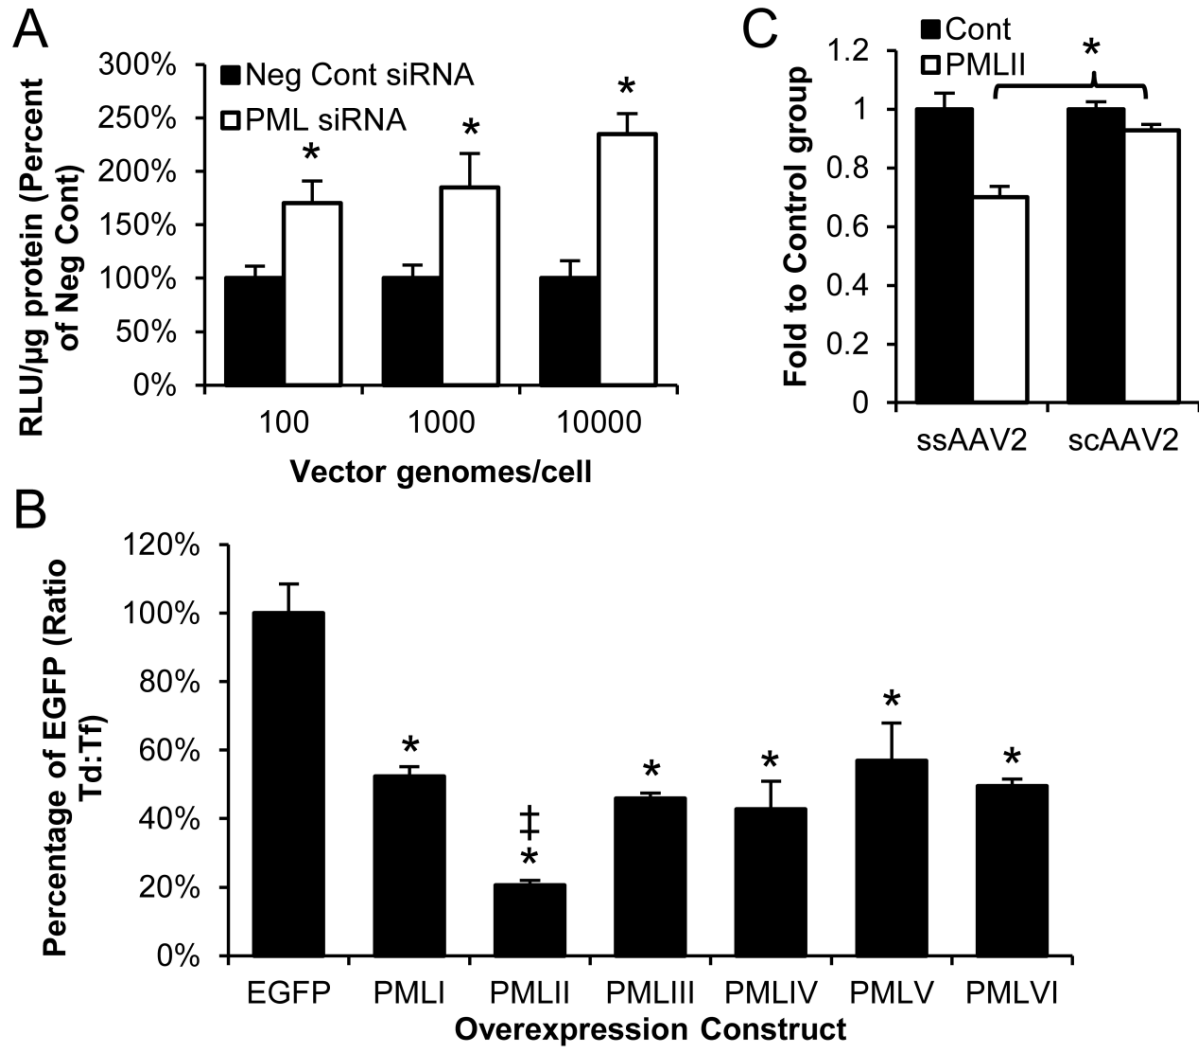 A
RLU/µg protein (Percent
of Neg Cont)
300%
250%
200%
150%
100%
50%
0%
Neg Cont siRNA
PML siRNA
*
*
*
100
1000
10000
Vector genomes/cell
C
Fold to Control group
1.2
1
0.8
0.6
0.4
0.2
0
Cont
PMLII
*
ssAAV2
scAAV2
B
Percentage of EGFP (Ratio
Td:Tf)
120%
100%
80%
60%
40%
20%
0%
*
‡
*
*
*
*
*
EGFP
PMLI
PMLII
PMLIII
PMLIV
PMLV
PMLVI
Overexpression Construct